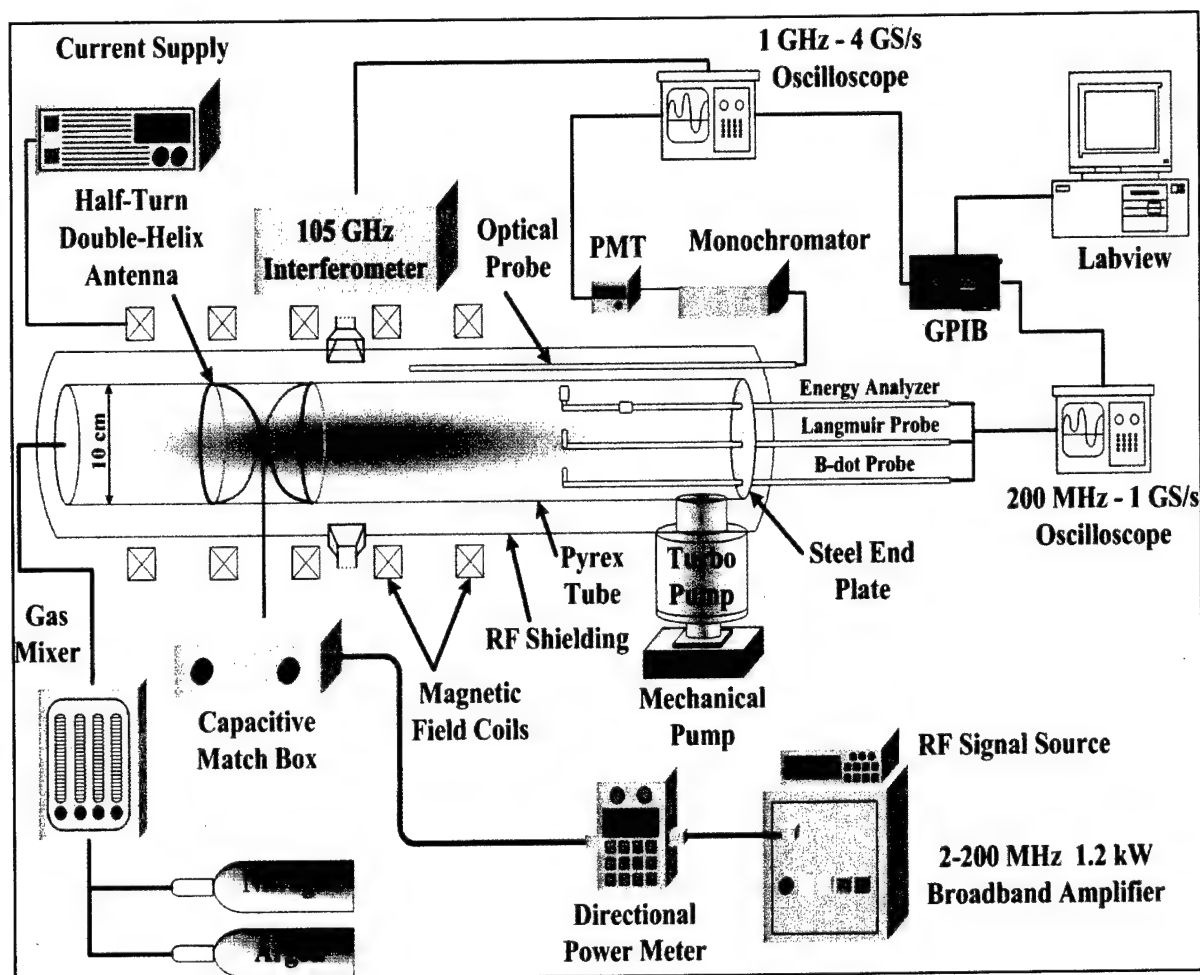 Current Supply
1 GHz - 4 GS/s
Oscilloscope
Half-Turn
Double-Helix
Antenna
105 GHz
Interferometer
Optical
Probe
PMT
Monochromator
Labview
GPIB
10 cm
Energy Analyzer
Langmuir Probe
B-dot Probe
200 MHz - 1 GS/s
Oscilloscope
Pyrex
Tube
Turbo
Pump
Steel End
Plate
RF Shielding
Gas
Mixer
Magnetic
Field Coils
Mechanical
Pump
Capacitive
Match Box
RF Signal Source
2-200 MHz 1.2 kW
Broadband Amplifier
Directional
Power Meter